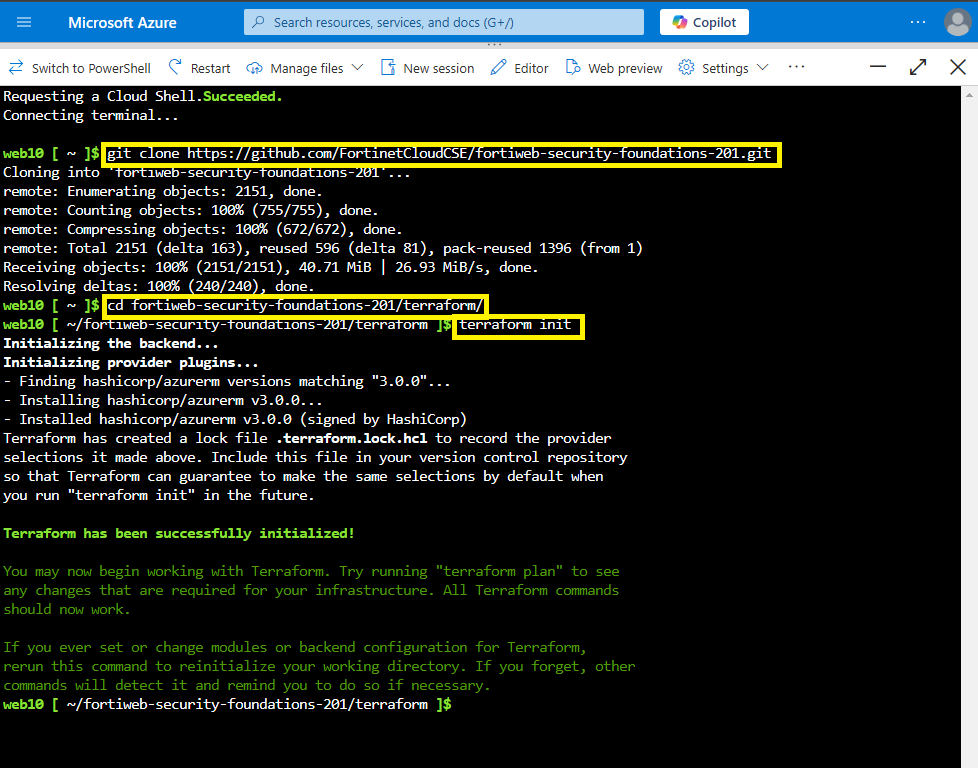 Microsoft Azure
Search resources, services, and docs (G+/)
Copilot
Switch to PowerShell
Restart
Manage files
New session
Editor
Web preview
Settings
Requesting a Cloud Shell.Succeeded.
Connecting terminal...
web10 [ ~ ]$ git clone https://github.com/FortinetCloudCSE/fortiweb-security-foundations-201.git
Cloning into 'fortiweb-security-foundations-201'...
remote: Enumerating objects: 2151, done.
remote: Counting objects: 100% (755/755), done.
remote: Compressing objects: 100% (672/672), done.
remote: Total 2151 (delta 163), reused 596 (delta 81), pack-reused 1396 (from 1)
Receiving objects: 100% (2151/2151), 40.71 MiB | 26.93 MiB/s, done.
Resolving deltas: 100% (240/240), done.
web10 [ ~ ]$ cd fortiweb-security-foundations-201/terraform/
web10 [ ~/fortiweb-security-foundations-201/terraform ]$ terraform init
Initializing the backend...
Initializing provider plugins...
- Finding hashicorp/azurerm versions matching "3.0.0"...
- Installing hashicorp/azurerm v3.0.0...
- Installed hashicorp/azurerm v3.0.0 (signed by HashiCorp)
Terraform has created a lock file .terraform.lock.hcl to record the provider
selections it made above. Include this file in your version control repository
so that Terraform can guarantee to make the same selections by default when
you run "terraform init" in the future.
Terraform has been successfully initialized!
You may now begin working with Terraform. Try running "terraform plan" to see
any changes that are required for your infrastructure. All Terraform commands
should now work.
If you ever set or change modules or backend configuration for Terraform,
rerun this command to reinitialize your working directory. If you forget, other
commands will detect it and remind you to do so if necessary.
web10 [ ~/fortiweb-security-foundations-201/terraform ]$